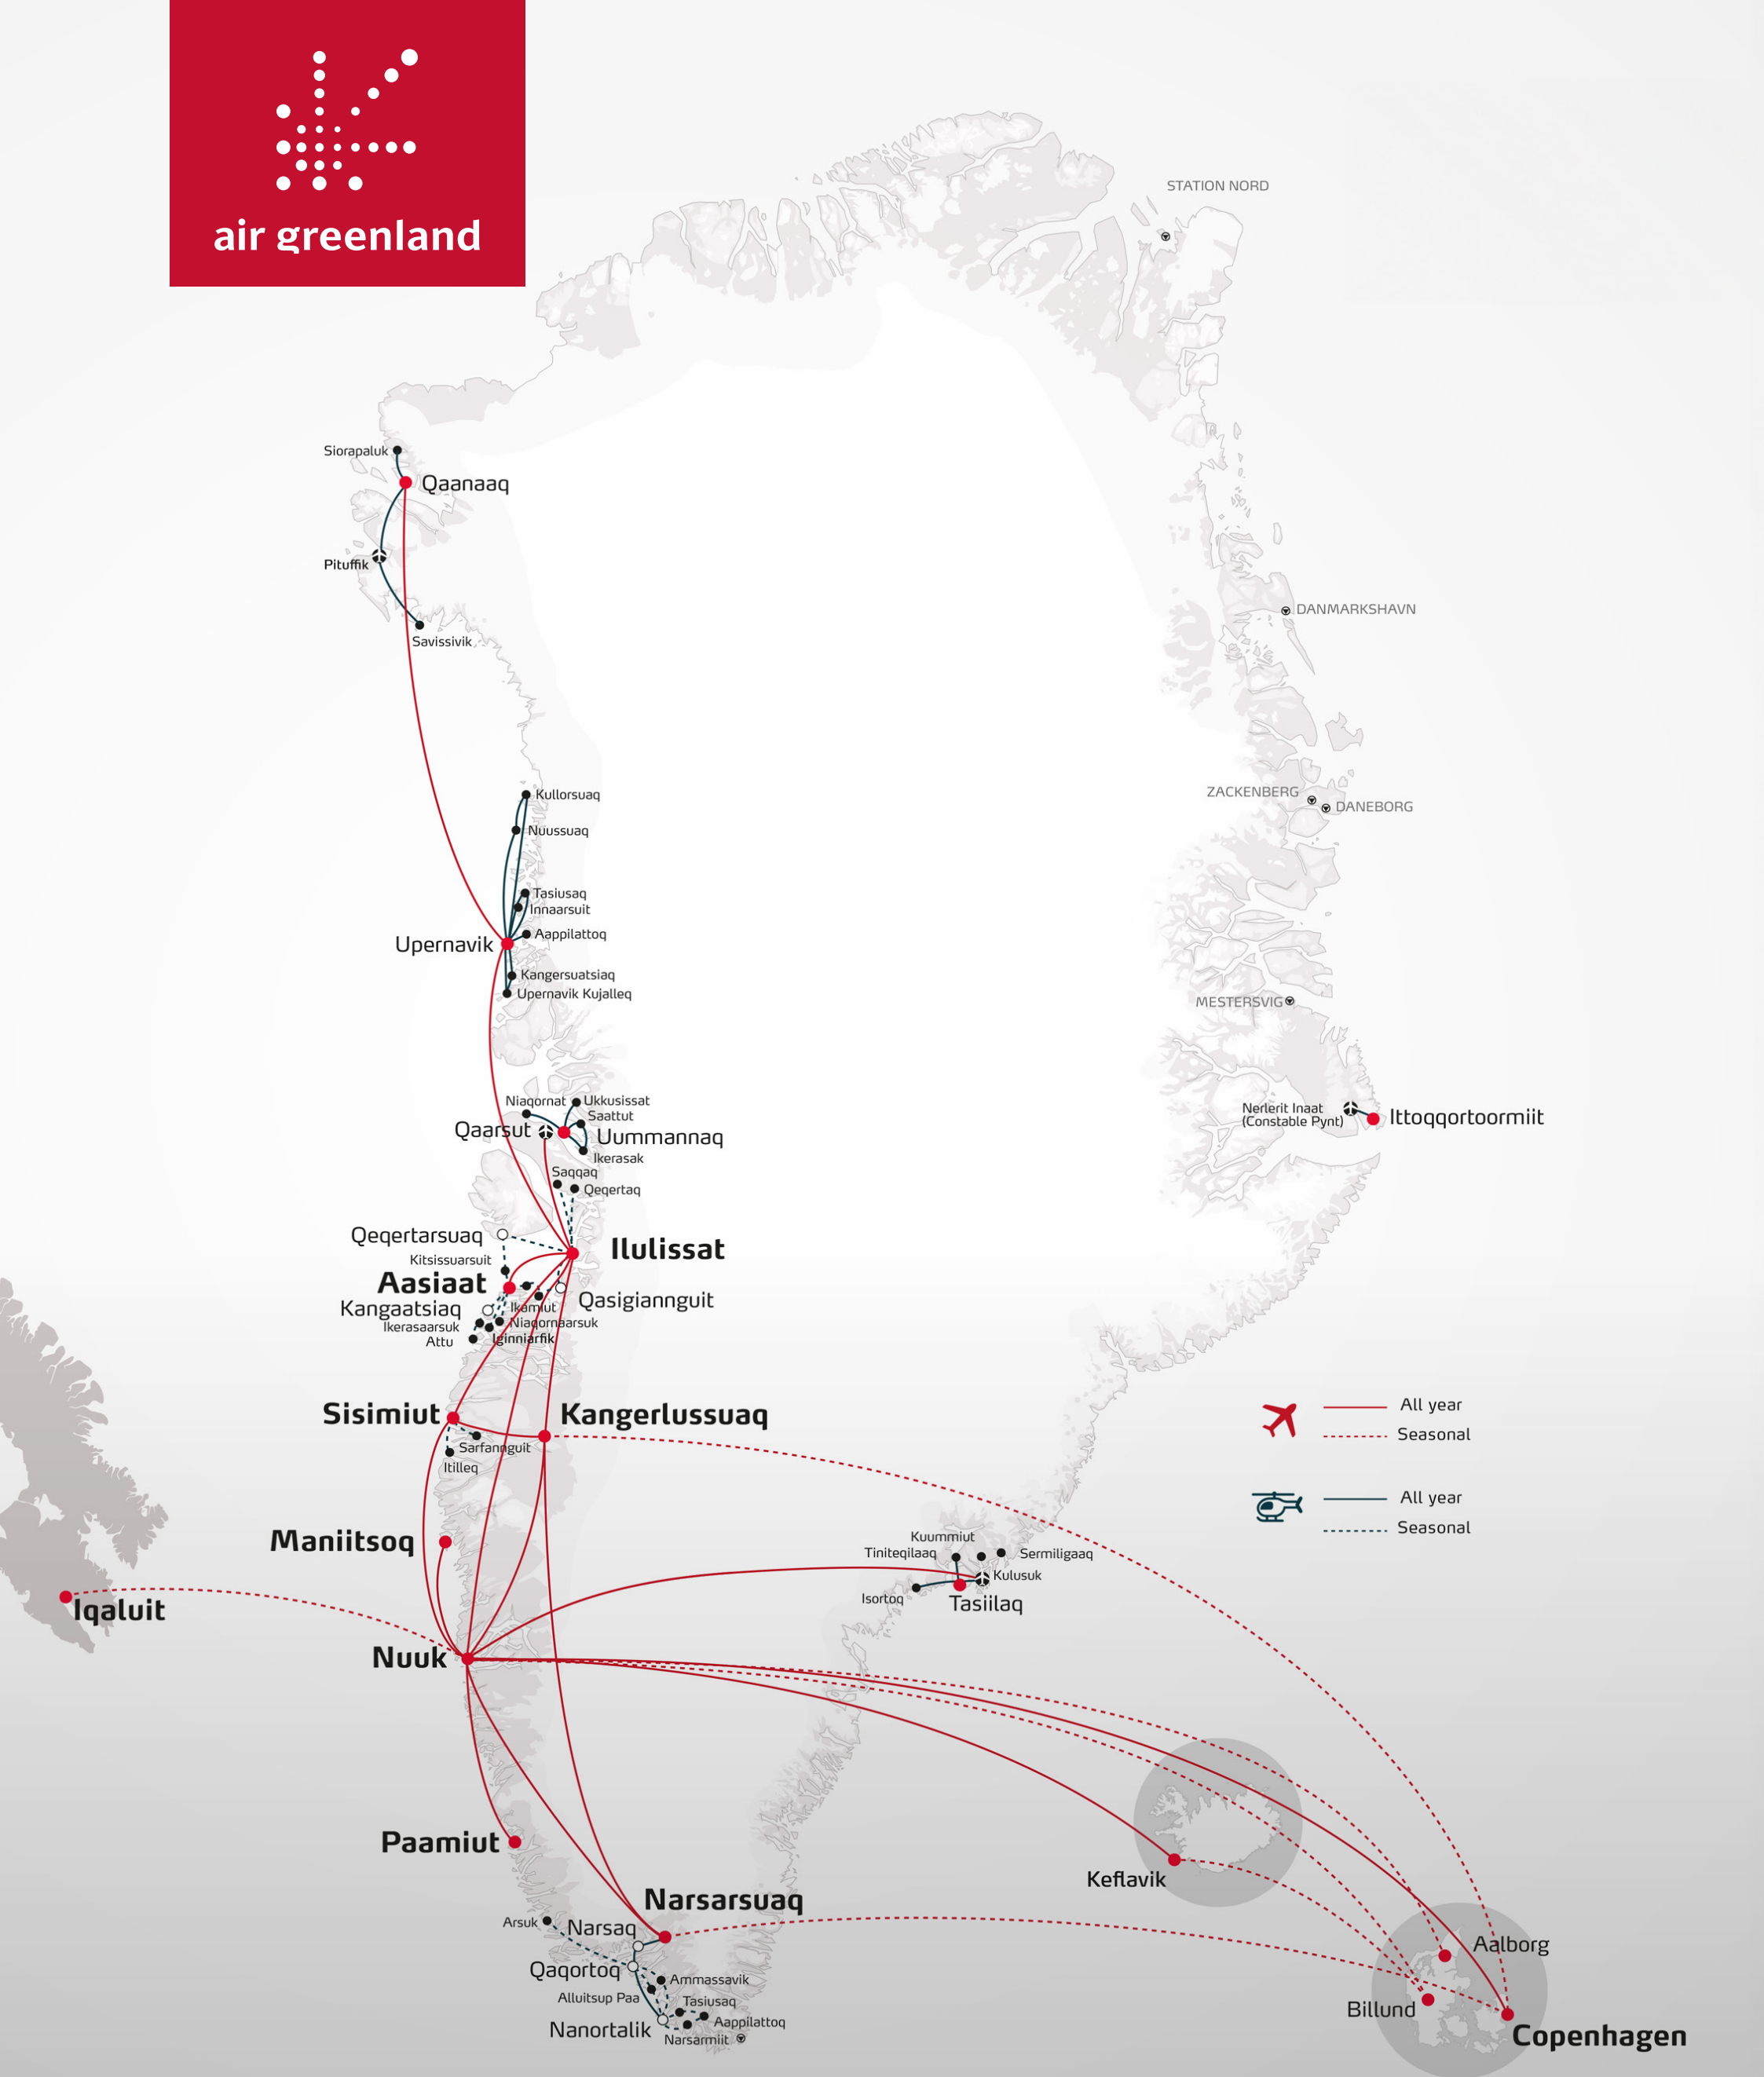 air greenland
STATION NORD
Siorapaluk
Qaanaaq
Pituffik
DANMARKSHAVN
Savissivik
Kullorsuaq
ZACKENBERG
DANEBORG
Nuussuaq
Tasiusaq
Innaarsuit
Aappilattoq
Upernavik
Kangersuatsiaq
Upernavik Kujalleq
MESTERSVIG
Niaqornat
Ukkusissat
Saattut
Nerlerit Inaat
(Constable Pynt)
Ittoqqortoormiit
Qaarsut
Uummannaq
Ikerasak
Saqqaq
Qeqertaq
Qeqertarsuaq
Ilulissat
Kitsissuarsuit
Aasiaat
Qasigiannguit
Kangaatsiaq
Ikamiut
Niaqornaarsuk
Ikerasaarsuk
Iginniarfik
Attu
All year
Sisimiut
Kangerlussuaq
Seasonal
Sarfannguit
Itilleq
All year
Seasonal
Maniitsoq
Kuummiut
Tiniteqilaaq
Sermiligaaq
Kulusuk
Isortoq
Tasiilaq
Iqaluit
Nuuk
Paamiut
Keflavik
Narsarsuaq
Arsuk
Narsaq
Aalborg
Qaqortoq
Ammassavik
Alluitsup Paa
Tasiusaq
Billund
Aappilattoq
Nanortalik
Narsarmiit
Copenhagen